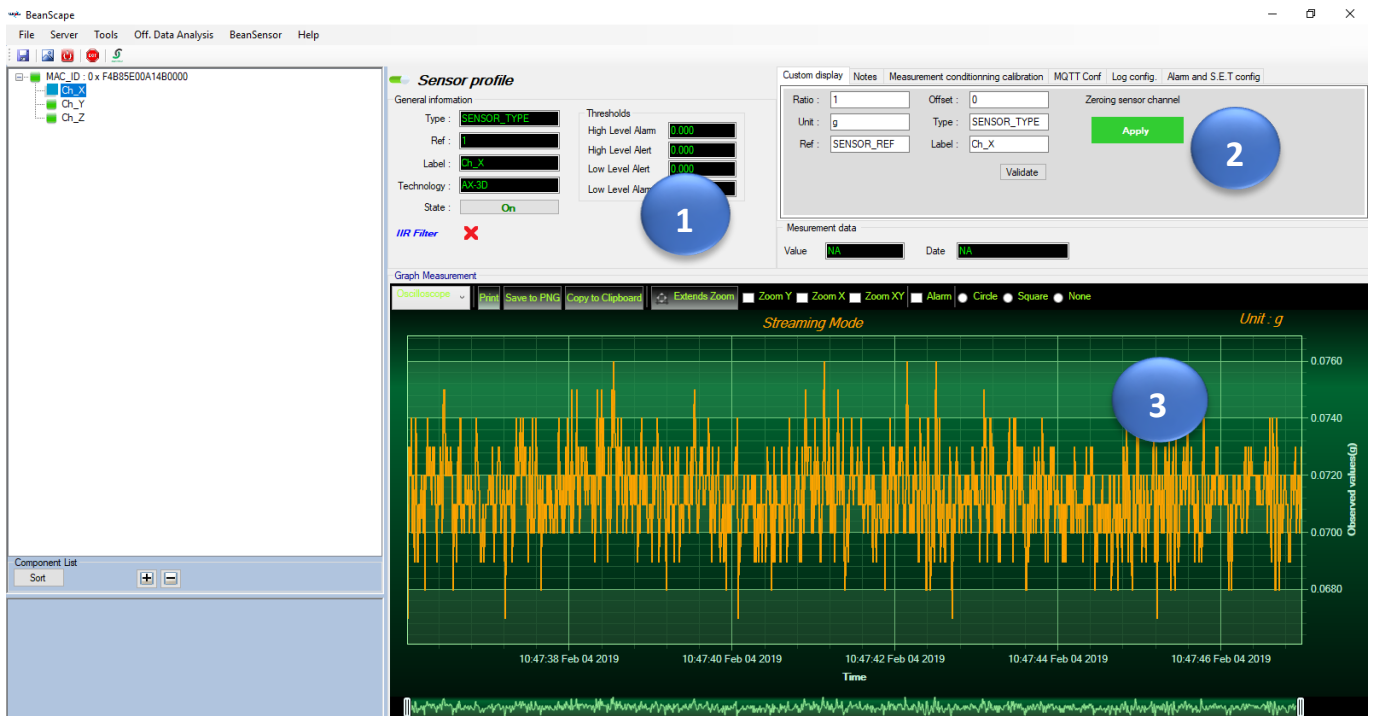 BeanScape
File Server Tools Off. Data Analysis BeanSensor Help
MAC_ID : 0 x F4B85E00A14B0000
Ch_X
Ch_Y
Ch_Z
Component List
Sort
Sensor profile
General information
Type : SENSOR_TYPE
Ref : 1
Label : Ch_X
Technology : AX-3D
State : On
IIR Filter
Thresholds
High Level Alarm 0.000
High Level Alert 0.000
Low Level Alert 0.000
Low Level Alarm
1
Custom display Notes Measurement conditionning calibration MQTT Conf Log config. Alarm and S.E.T config
Ratio : 1 Offset : 0 Zeroing sensor channel
Unit : g Type : SENSOR_TYPE Apply
Ref : SENSOR_REF Label : Ch_X
Validate
2
Mesurement data
Value NA Date NA
Graph Measurement
Oscilloscope Print Save to PNG Copy to Clipboard Extends Zoom Zoom Y Zoom X Zoom XY Alarm Circle Square None
Streaming Mode Unit : g
3
0.0760
0.0740
0.0720
0.0700
0.0680
Observed values(g)
10:47:38 Feb 04 2019 10:47:40 Feb 04 2019 10:47:42 Feb 04 2019 10:47:44 Feb 04 2019 10:47:46 Feb 04 2019
Time